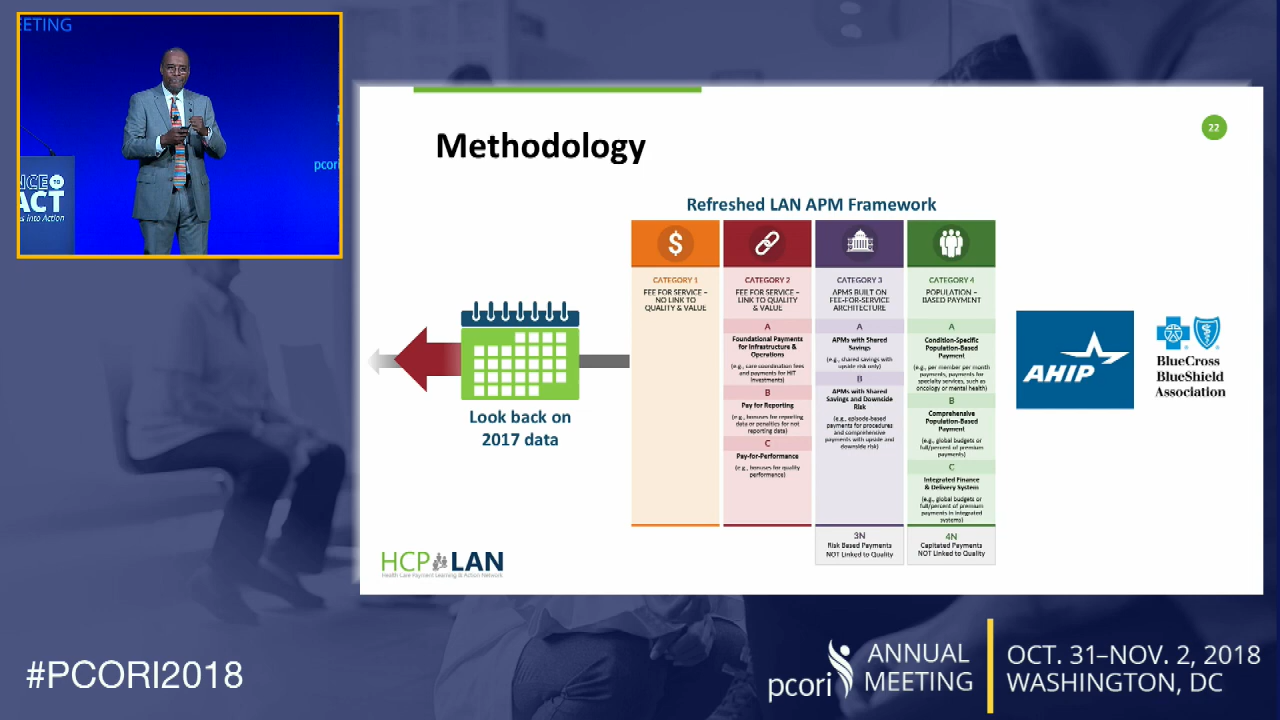 EETING
pcori
NCE TO
ACT
s into Action
22
Methodology
Refreshed LAN APM Framework
$
CATEGORY 1
FEE FOR SERVICE –
NO LINK TO
QUALITY & VALUE
CATEGORY 2
FEE FOR SERVICE –
LINK TO QUALITY
& VALUE
A
Foundational Payments
for Infrastructure &
Operations
(e.g., care coordination fees
and payments for HIT
investments)
B
Pay for Reporting
(e.g., bonuses for reporting
data or penalties for not
reporting data)
C
Pay-for-Performance
(e.g., bonuses for quality
performance)
CATEGORY 3
APMS BUILT ON
FEE-FOR-SERVICE
ARCHITECTURE
A
APMs with Shared
Savings
(e.g., shared savings with
upside risk only)
B
APMs with Shared
Savings and Downside
Risk
(e.g., episode-based
payments for procedures
and comprehensive
payments with upside and
downside risk)
3N
Risk Based Payments
NOT Linked to Quality
CATEGORY 4
POPULATION –
BASED PAYMENT
A
Condition-Specific
Population-Based
Payment
(e.g., per member per month
payments, payments for
specialty services, such as
oncology or mental health)
B
Comprehensive
Population-Based
Payment
(e.g., global budgets or
full/percent of premium
payments)
C
Integrated Finance
& Delivery System
(e.g., global budgets or
full/percent of premium
payments in integrated
systems)
4N
Capitated Payments
NOT Linked to Quality
Look back on
2017 data
AHIP
BlueCross
BlueShield
Association
HCP LAN
Health Care Payment Learning & Action Network
#PCORI2018
pcori
ANNUAL
MEETING
OCT. 31–NOV. 2, 2018
WASHINGTON, DC